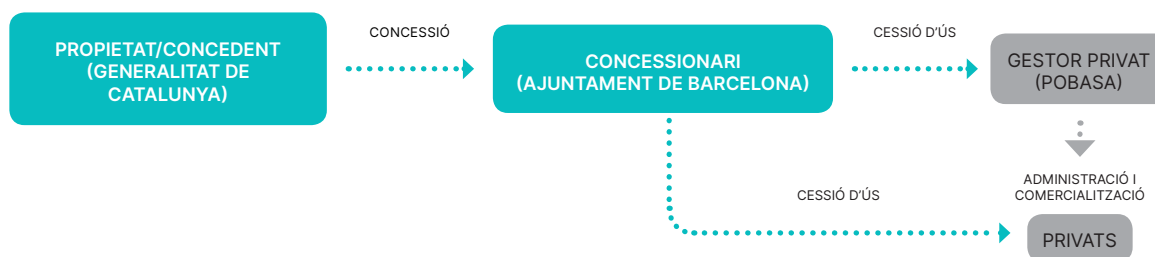 PROPIETAT/CONCEDENT
(GENERALITAT DE
CATALUNYA)
CONCESSIÓ
CONCESSIONARI
(AJUNTAMENT DE BARCELONA)
CESSIÓ D'ÚS
GESTOR PRIVAT
(POBASA)
ADMINISTRACIÓ I
COMERCIALITZACIÓ
CESSIÓ D'ÚS
PRIVATS